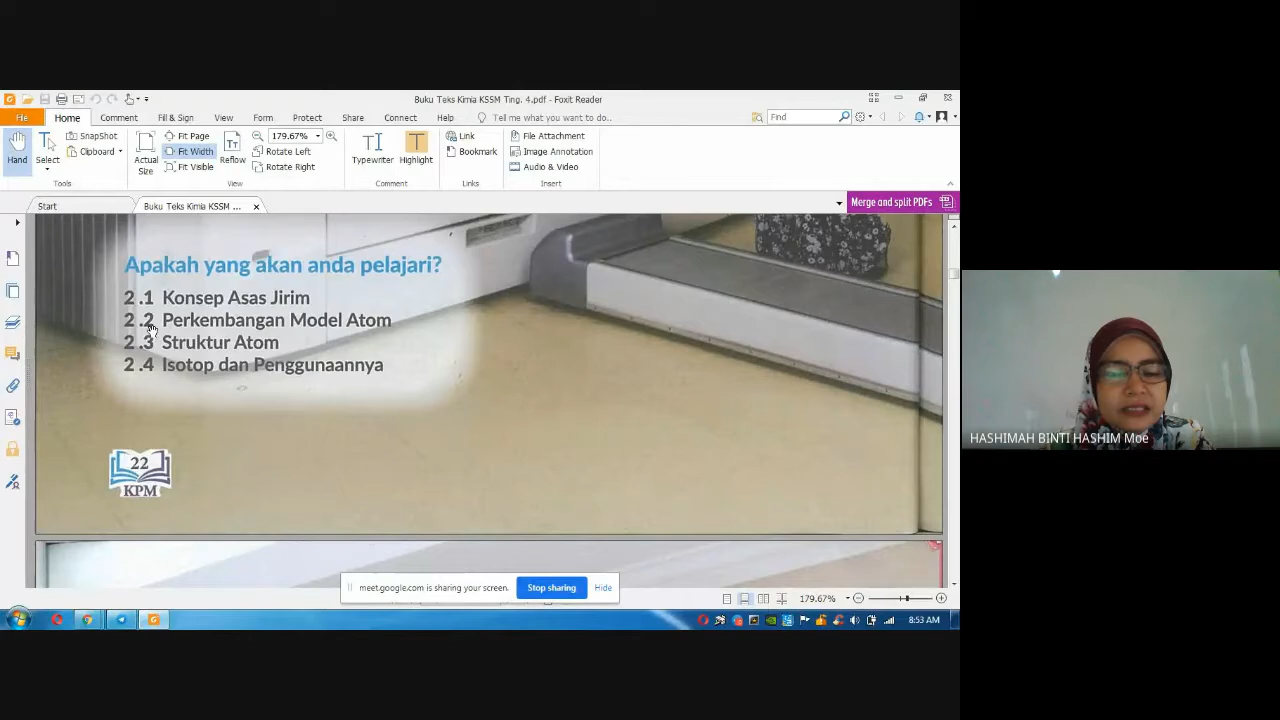 Buku Teks Kimia KSSM Ting. 4.pdf - Foxit Reader
File Home Comment Fill & Sign View Form Protect Share Connect Help Tell me what you want to do... Find
Hand
Select
SnapShot
Clipboard
Tools
Actual Size
Fit Page
Fit Width
Fit Visible
Reflow
179.67%
Rotate Left
Rotate Right
View
Typewriter
Highlight
Comment
Link
Bookmark
Links
File Attachment
Image Annotation
Audio & Video
Insert
Start
Buku Teks Kimia KSSM ...
Merge and split PDFs
Apakah yang akan anda pelajari?
2.1 Konsep Asas Jirim
2.2 Perkembangan Model Atom
2.3 Struktur Atom
2.4 Isotop dan Penggunaannya
22
KPM
HASHIMAH BINTI HASHIM Moe
meet.google.com is sharing your screen. Stop sharing Hide
179.67%
8:53 AM